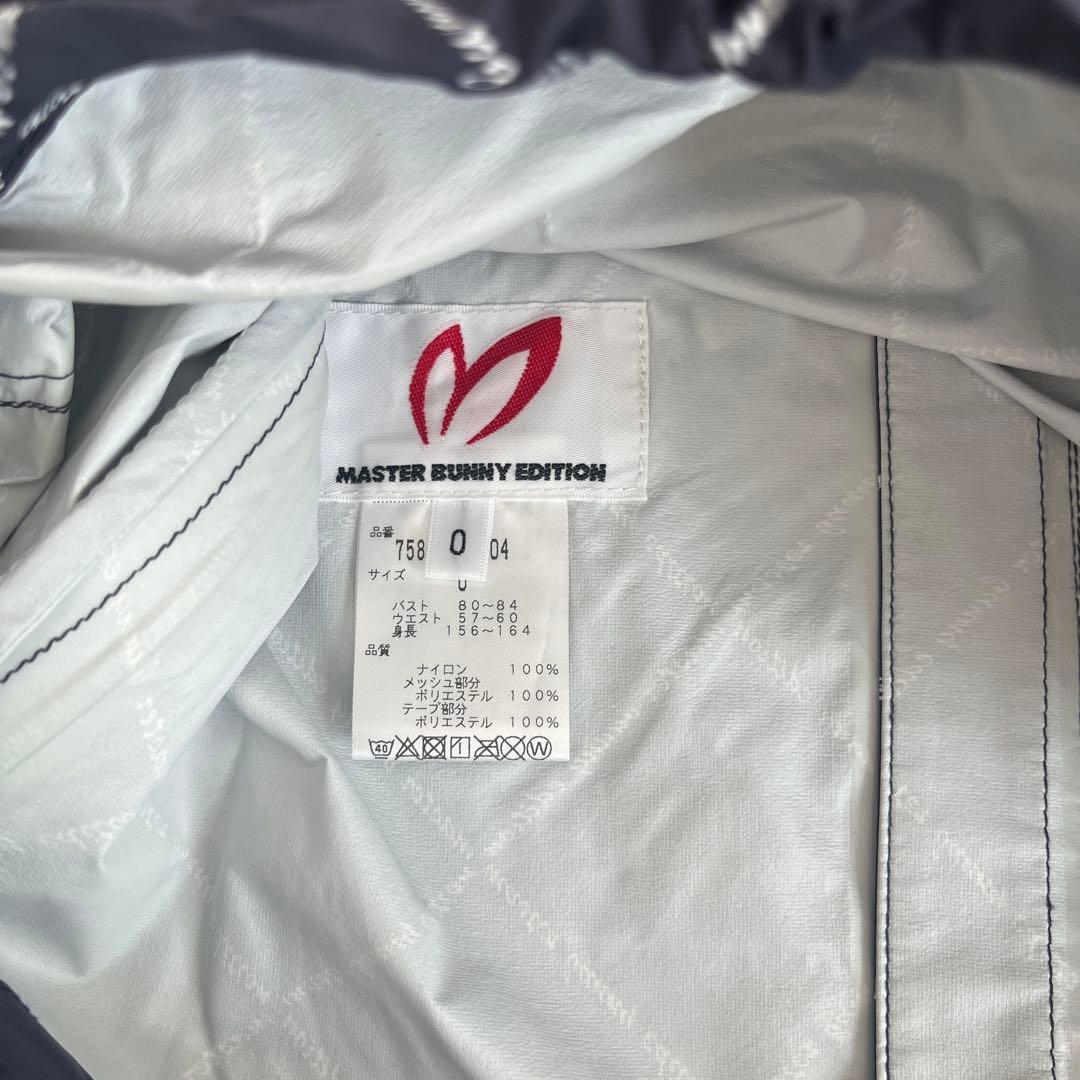 MASTER BUNNY EDITION
品番
758 0 04
サイズ
0
バスト 80～84
ウエスト 57～60
身長 156～164
品質
ナイロン 100%
メッシュ部分
ポリエステル 100%
テープ部分
ポリエステル 100%
40 W